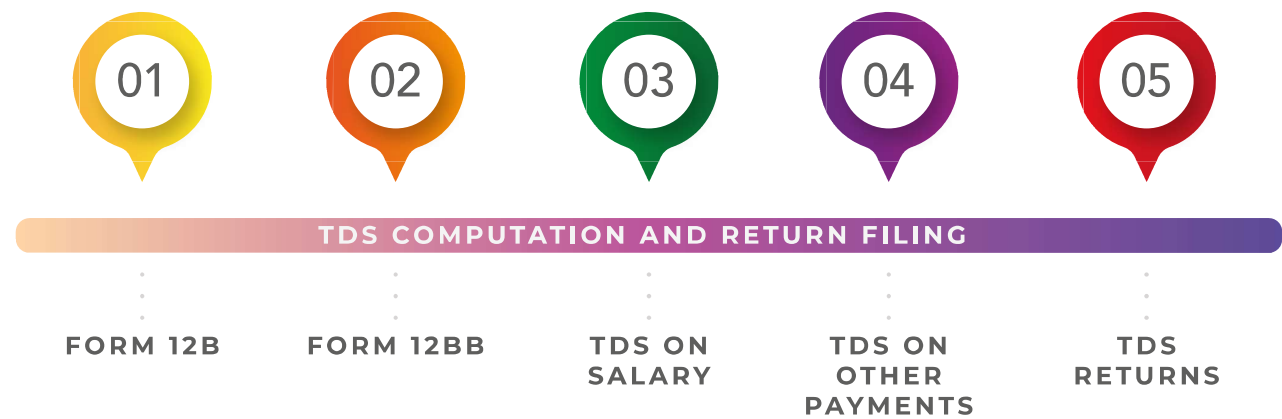 01
02
03
04
05
TDS COMPUTATION AND RETURN FILING
FORM 12B
FORM 12BB
TDS ON
SALARY
TDS ON
OTHER
PAYMENTS
TDS
RETURNS